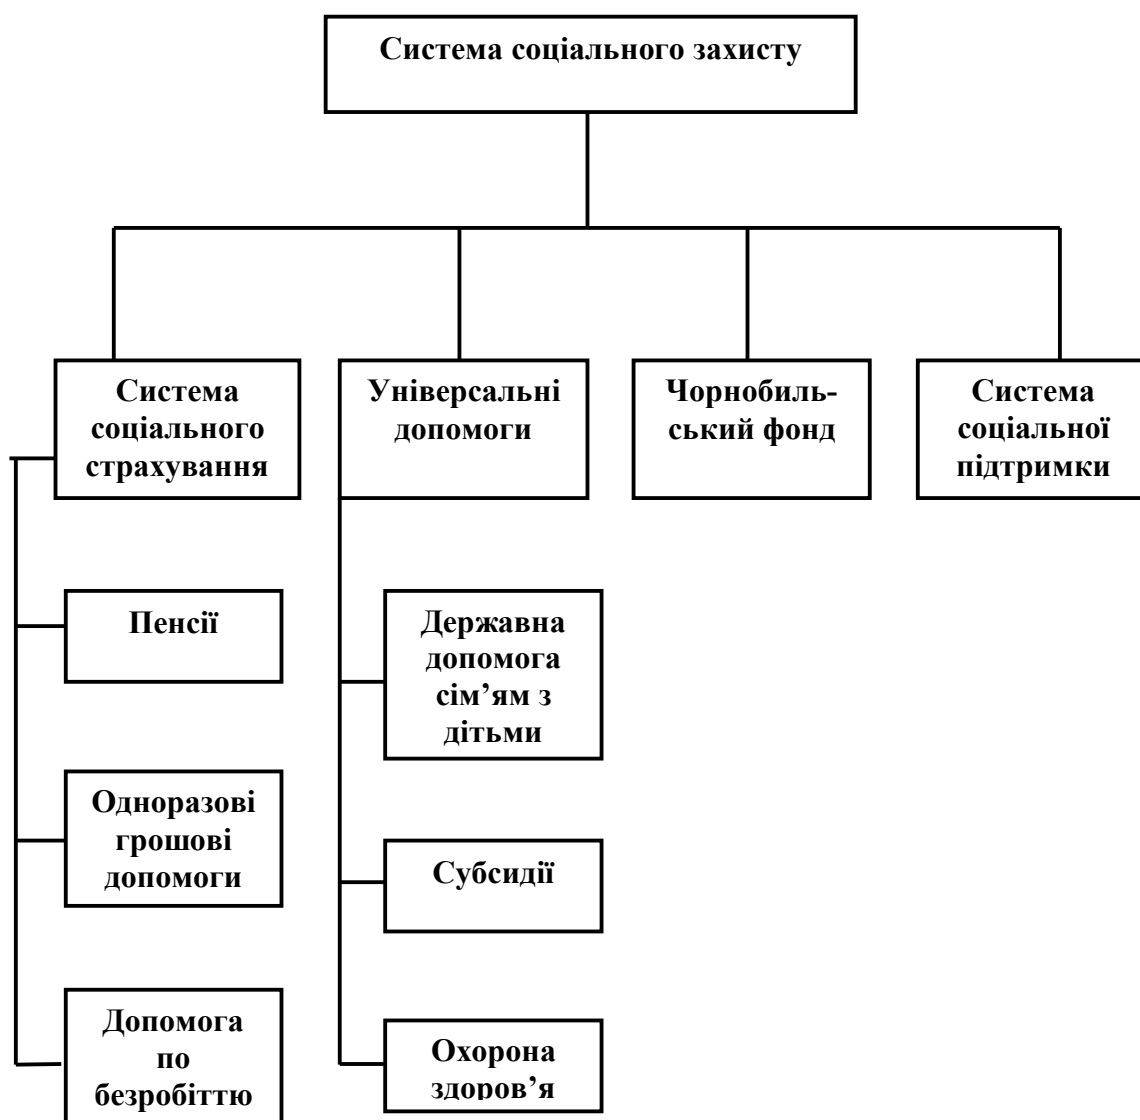 Система соціального захисту
Система
соціального
страхування
Універсальні
допомоги
Чорнобиль-
ський фонд
Система
соціальної
підтримки
Пенсії
Державна
допомога
сім’ям з
дітьми
Одноразові
грошові
допомоги
Субсидії
Допомога
по
безробіттю
Охорона
здоров’я